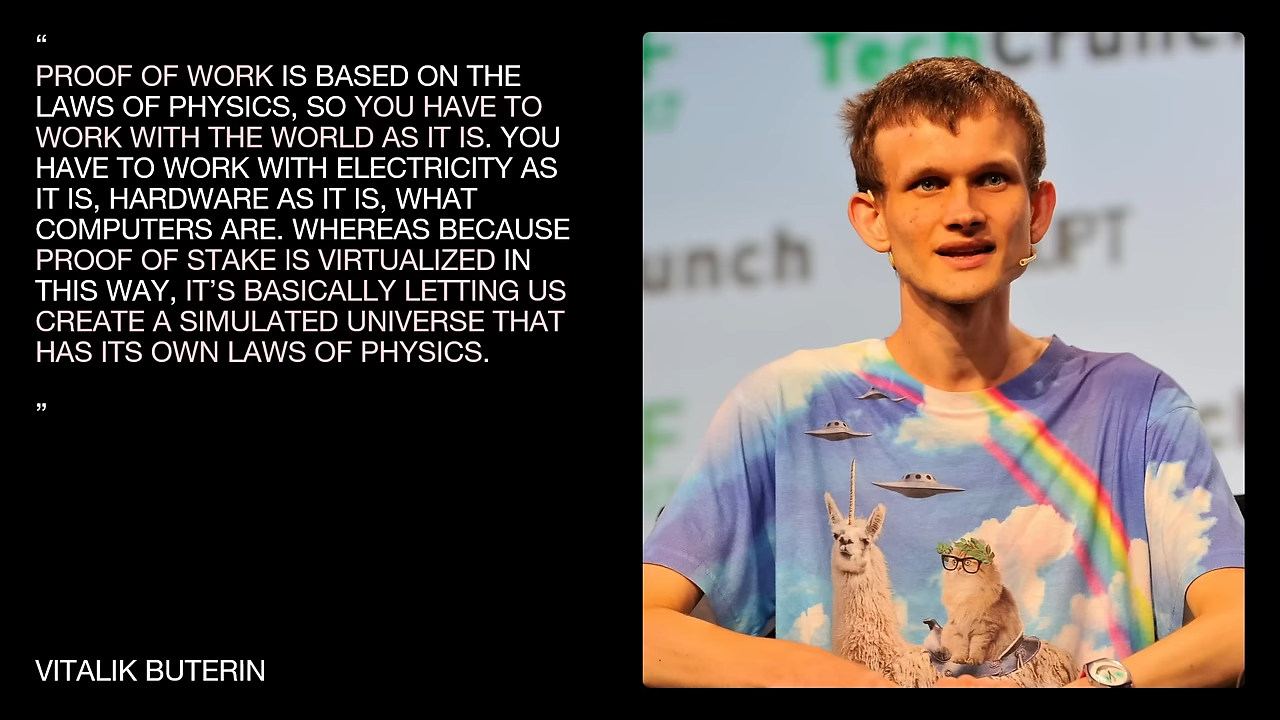 “
PROOF OF WORK IS BASED ON THE
LAWS OF PHYSICS, SO YOU HAVE TO
WORK WITH THE WORLD AS IT IS. YOU
HAVE TO WORK WITH ELECTRICITY AS
IT IS, HARDWARE AS IT IS, WHAT
COMPUTERS ARE. WHEREAS BECAUSE
PROOF OF STAKE IS VIRTUALIZED IN
THIS WAY, IT’S BASICALLY LETTING US
CREATE A SIMULATED UNIVERSE THAT
HAS ITS OWN LAWS OF PHYSICS.
”
VITALIK BUTERIN
TechCrunch
unch
UPT